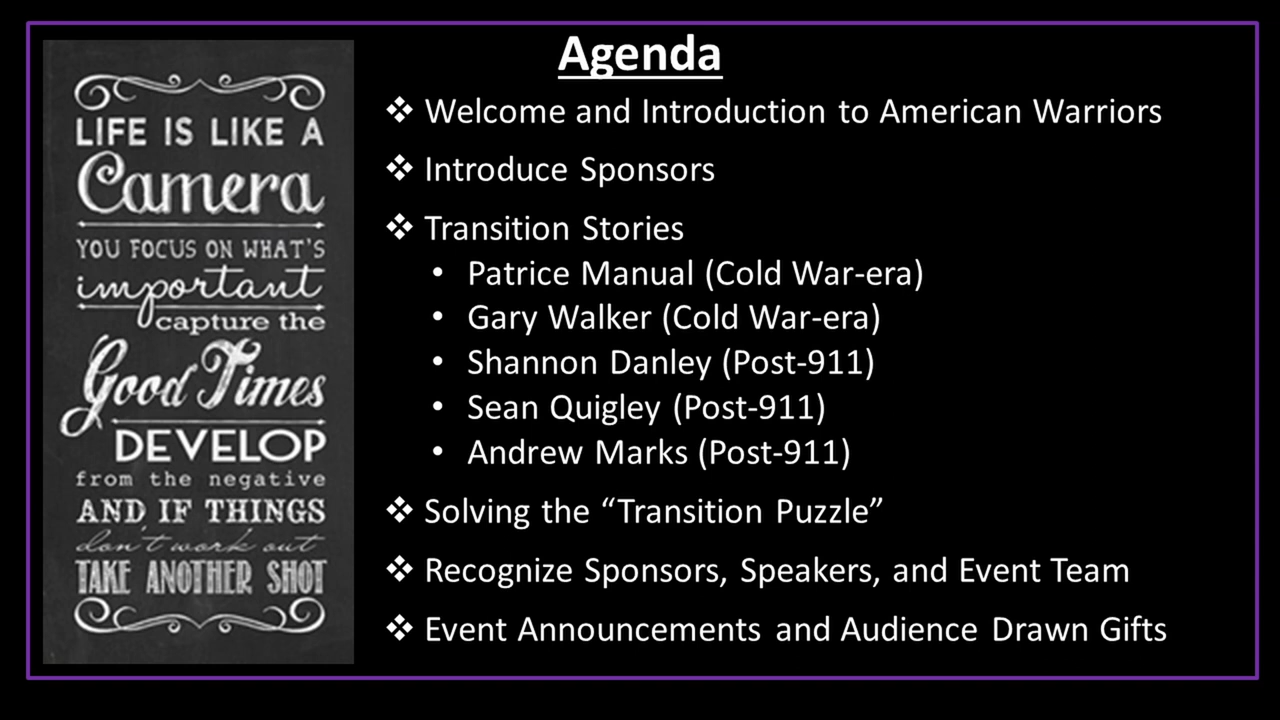 LIFE IS LIKE A
Camera
YOU FOCUS ON WHAT'S
important
capture the
Good Times
DEVELOP
from the negative
AND IF THINGS
don't work out
TAKE ANOTHER SHOT
Agenda
❖ Welcome and Introduction to American Warriors
❖ Introduce Sponsors
❖ Transition Stories
• Patrice Manual (Cold War-era)
• Gary Walker (Cold War-era)
• Shannon Danley (Post-911)
• Sean Quigley (Post-911)
• Andrew Marks (Post-911)
❖ Solving the “Transition Puzzle”
❖ Recognize Sponsors, Speakers, and Event Team
❖ Event Announcements and Audience Drawn Gifts